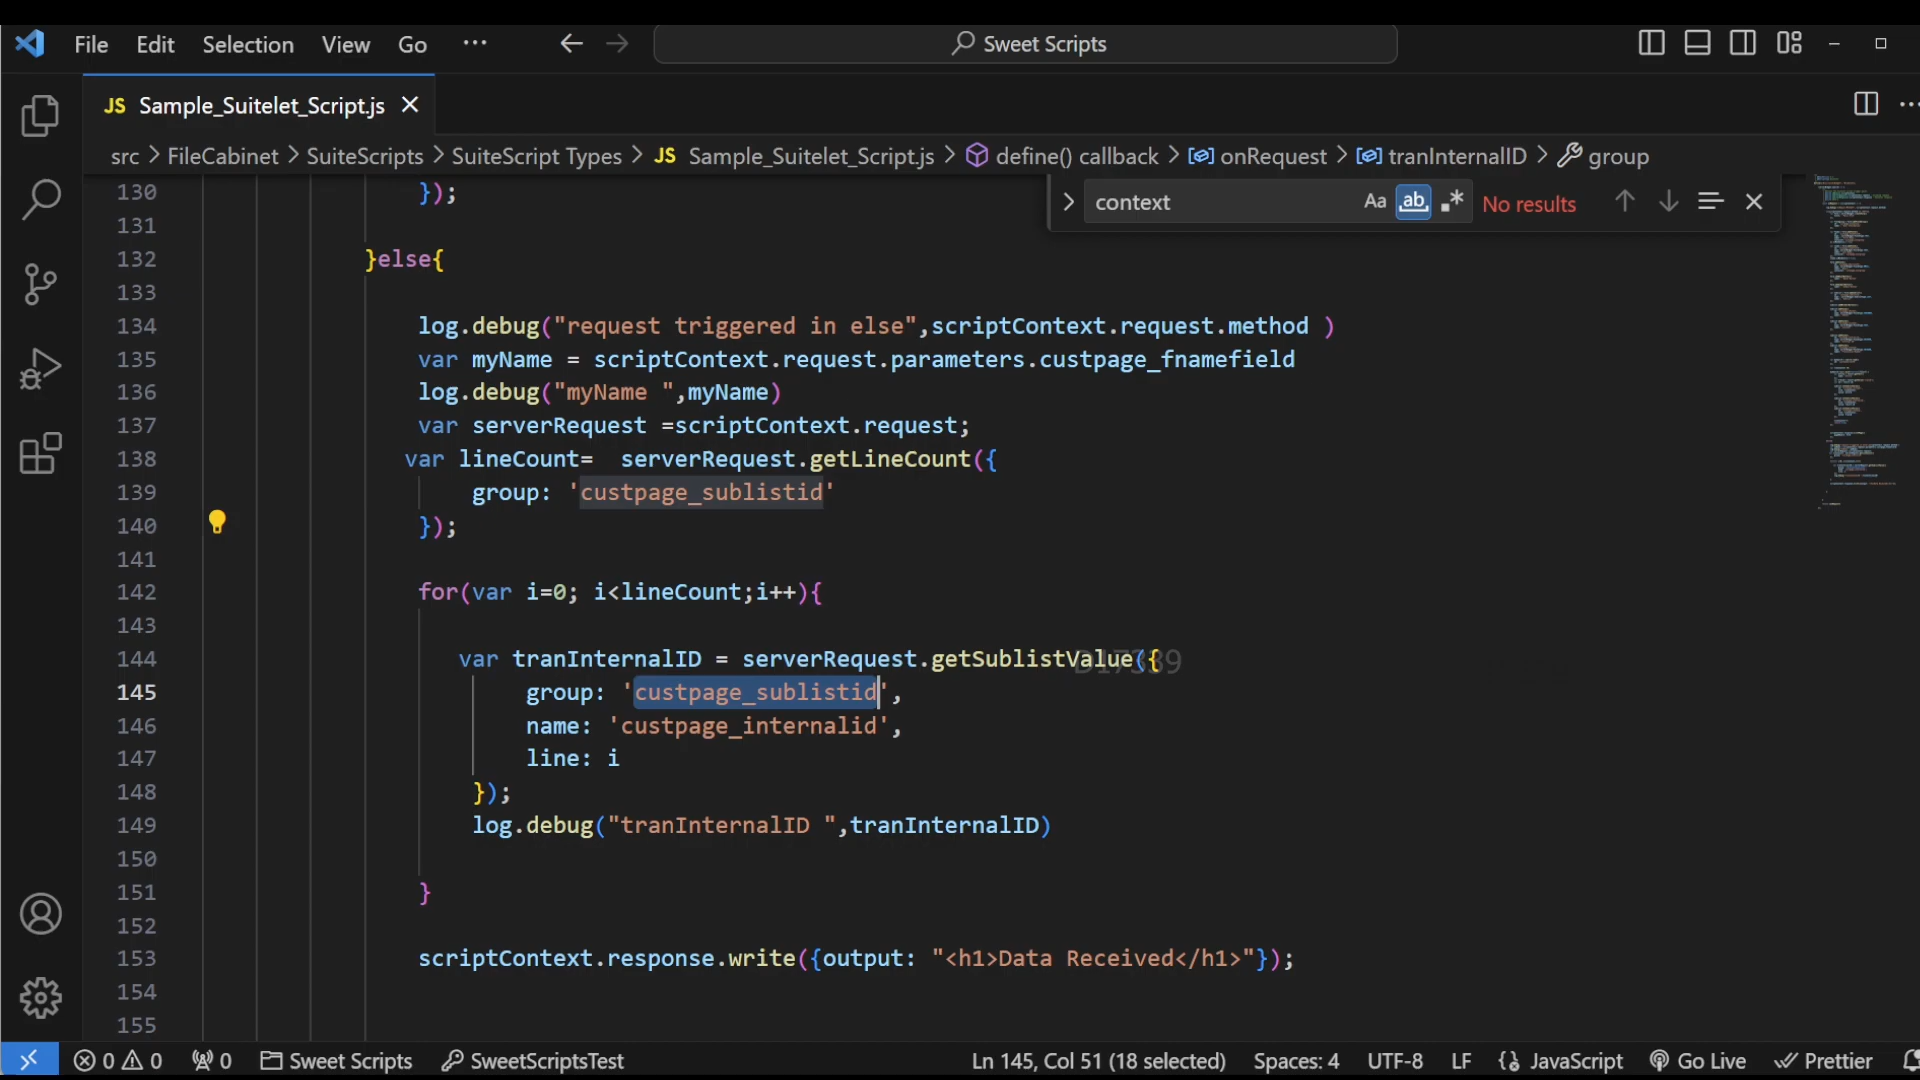 File Edit Selection View Go ··· Sweet Scripts
JS Sample_Suitelet_Script.js
src > FileCabinet > SuiteScripts > SuiteScript Types > JS Sample_Suitelet_Script.js > define() callback > onRequest > tranInternalID > group
context Aa ab .* No results
130 });
131
132 }else{
133
134 log.debug("request triggered in else",scriptContext.request.method )
135 var myName = scriptContext.request.parameters.custpage_fnamefield
136 log.debug("myName ",myName)
137 var serverRequest =scriptContext.request;
138 var lineCount=  serverRequest.getLineCount({
139 group: 'custpage_sublistid'
140 });
141
142 for(var i=0; i<lineCount;i++){
143
144 var tranInternalID = serverRequest.getSublistValue({
D17339
145 group: 'custpage_sublistid',
146 name: 'custpage_internalid',
147 line: i
148 });
149 log.debug("tranInternalID ",tranInternalID)
150
151 }
152
153 scriptContext.response.write({output: "<h1>Data Received</h1>"});
154
155
0 0 0 Sweet Scripts SweetScriptsTest Ln 145, Col 51 (18 selected) Spaces: 4 UTF-8 LF {} JavaScript Go Live Prettier